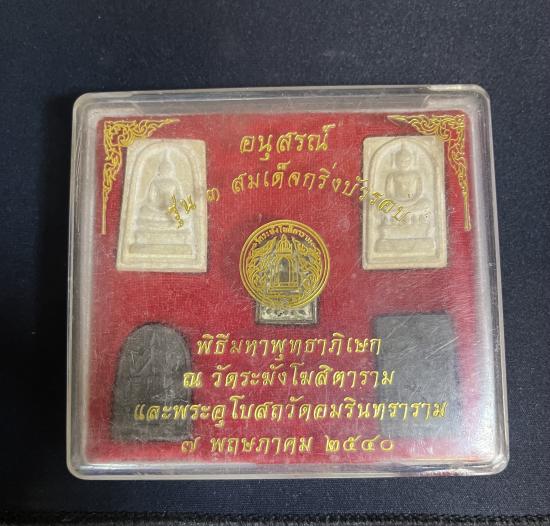 อนุสรณ์
รุ่น ๓ สมเด็จกริ่งบัวรอบ
พิธีมหาพุทธาภิเษก
ณ วัดระฆังโฆสิตาราม
และพระอุโบสถวัดอมรินทราราม
๗ พฤษภาคม ๒๕๔๐